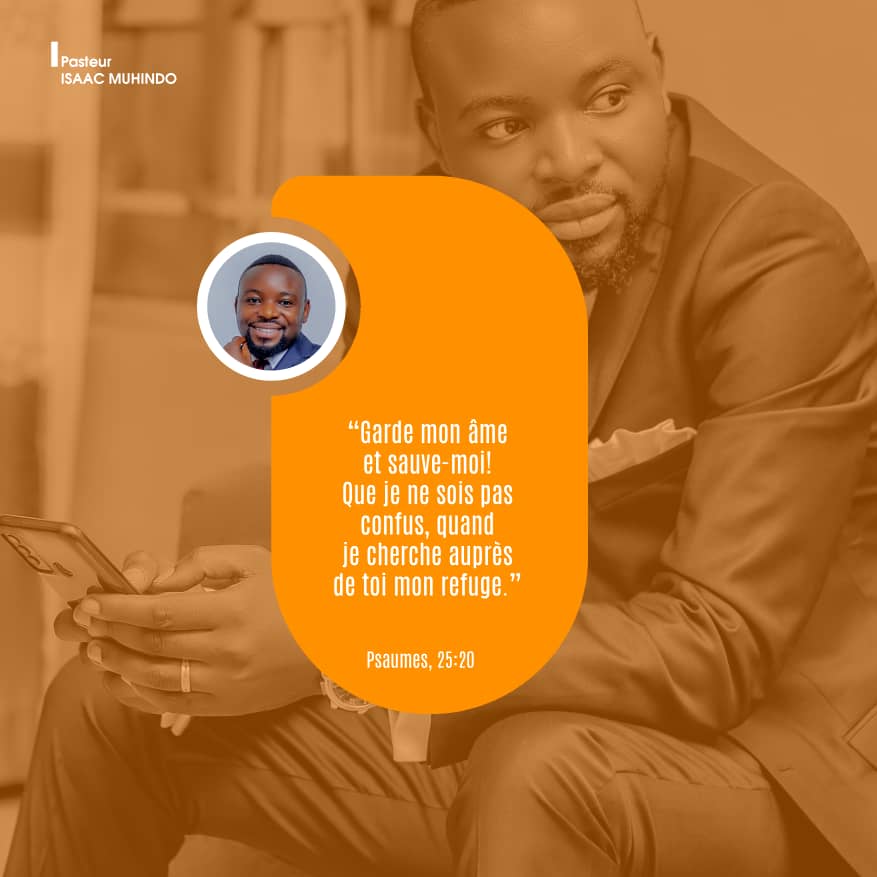 Pasteur
ISAAC MUHINDO
“Garde mon âme
et sauve-moi!
Que je ne sois pas
confus, quand
je cherche auprès
de toi mon refuge.”
Psaumes, 25:20